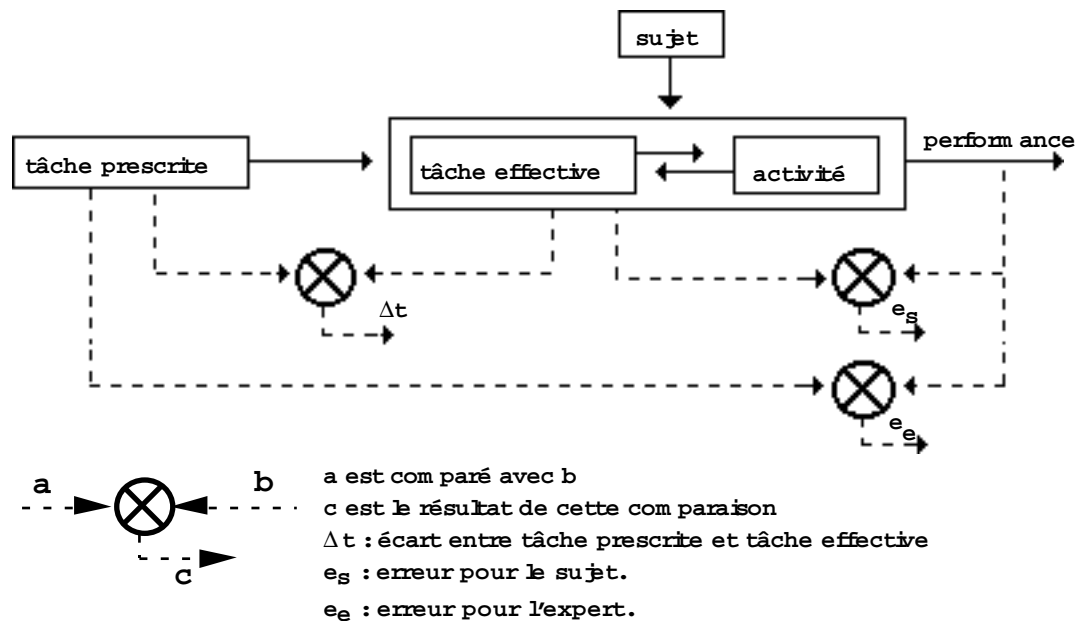 sujet
performance
tâche prescrite
tâche effective
activité
Δt
es
ee
a
b
c
a est comparé avec b
c est le résultat de cette comparaison
Δt : écart entre tâche prescrite et tâche effective
es : erreur pour le sujet.
ee : erreur pour l'expert.